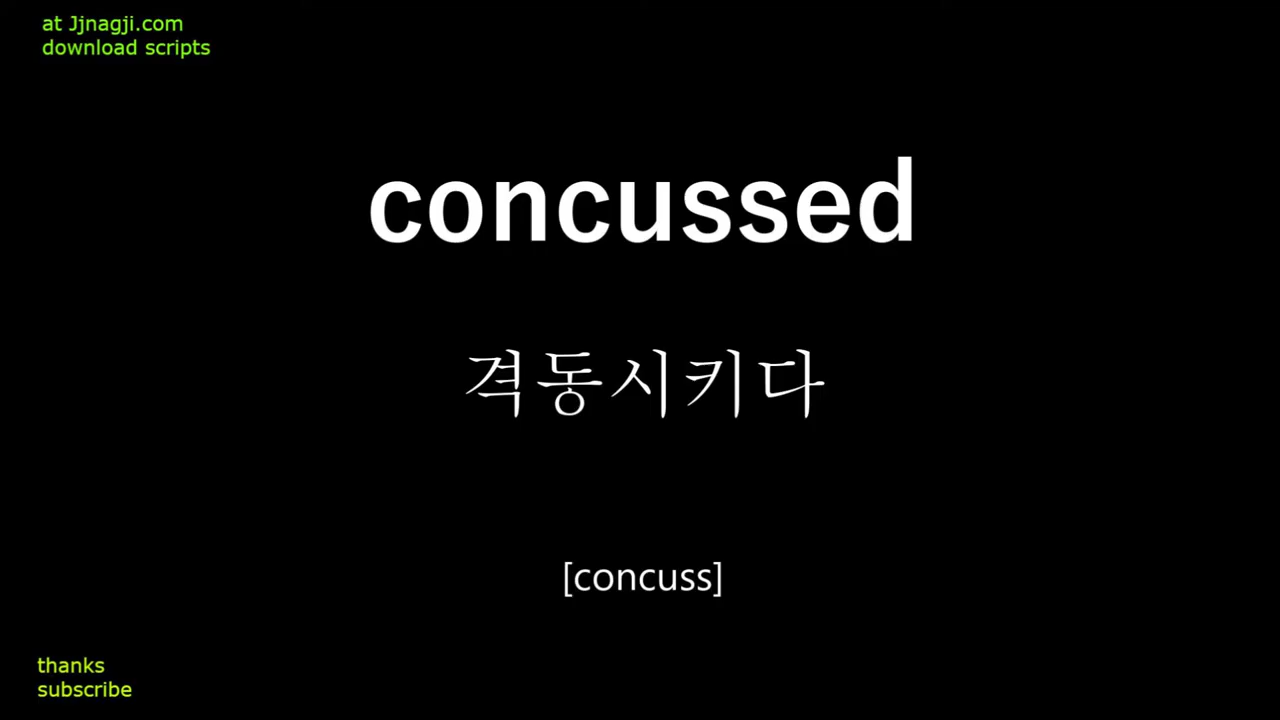 at Jjnagji.com
download scripts
concussed
격동시키다
[concuss]
thanks
subscribe